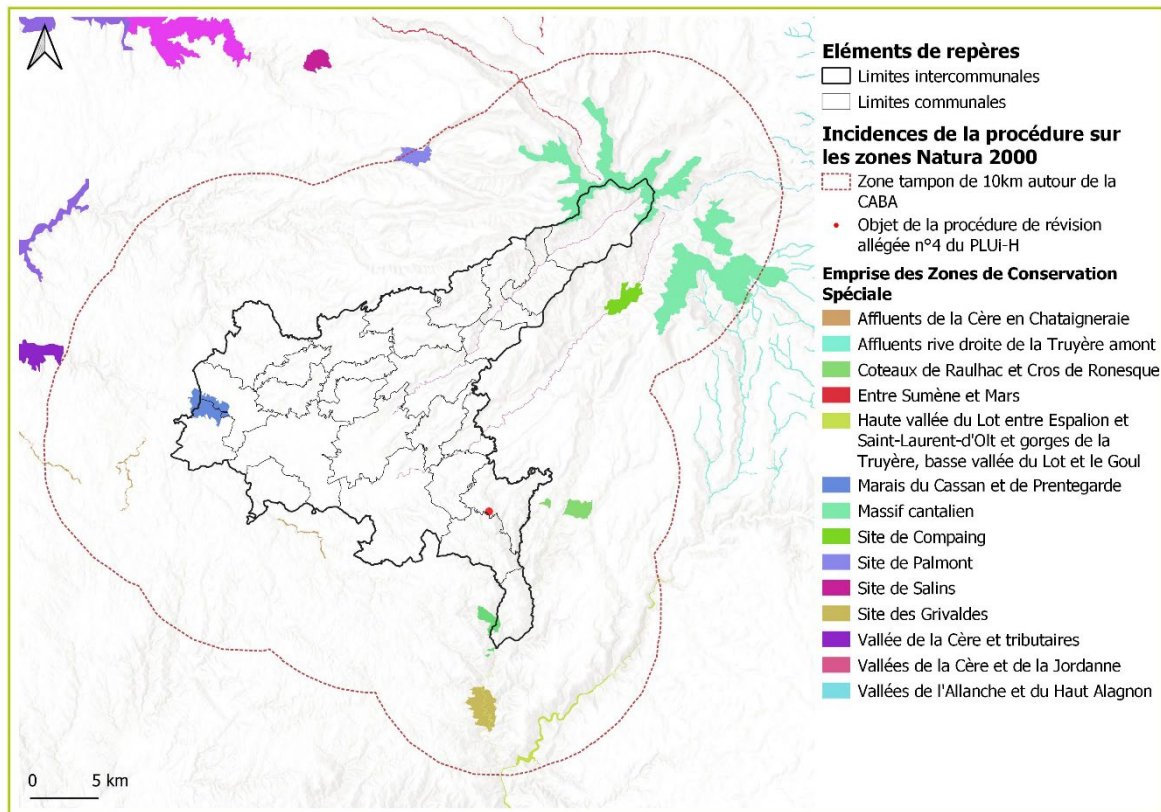 Eléments de repères
Limites intercommunales
Limites communales
Incidences de la procédure sur
les zones Natura 2000
Zone tampon de 10km autour de la
CABA
Objet de la procédure de révision
allégée n°4 du PLUi-H
Emprise des Zones de Conservation
Spéciale
Affluents de la Cère en Chataigneraie
Affluents rive droite de la Truyère amont
Coteaux de Raulhac et Cros de Ronesque
Entre Sumène et Mars
Haute vallée du Lot entre Espalion et
Saint-Laurent-d'Olt et gorges de la
Truyère, basse vallée du Lot et le Goul
Marais du Cassan et de Prentegarde
Massif cantalien
Site de Compaing
Site de Palmont
Site de Salins
Site des Grivaldes
Vallée de la Cère et tributaires
Vallées de la Cère et de la Jordanne
Vallées de l'Allanche et du Haut Alagnon
0 5 km